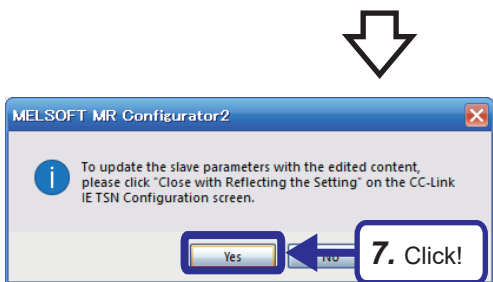 MELSOFT MR Configurator2
To update the slave parameters with the edited content,
please click "Close with Reflecting the Setting" on the CC-Link
IE TSN Configuration screen.
Yes
No
7. Click!